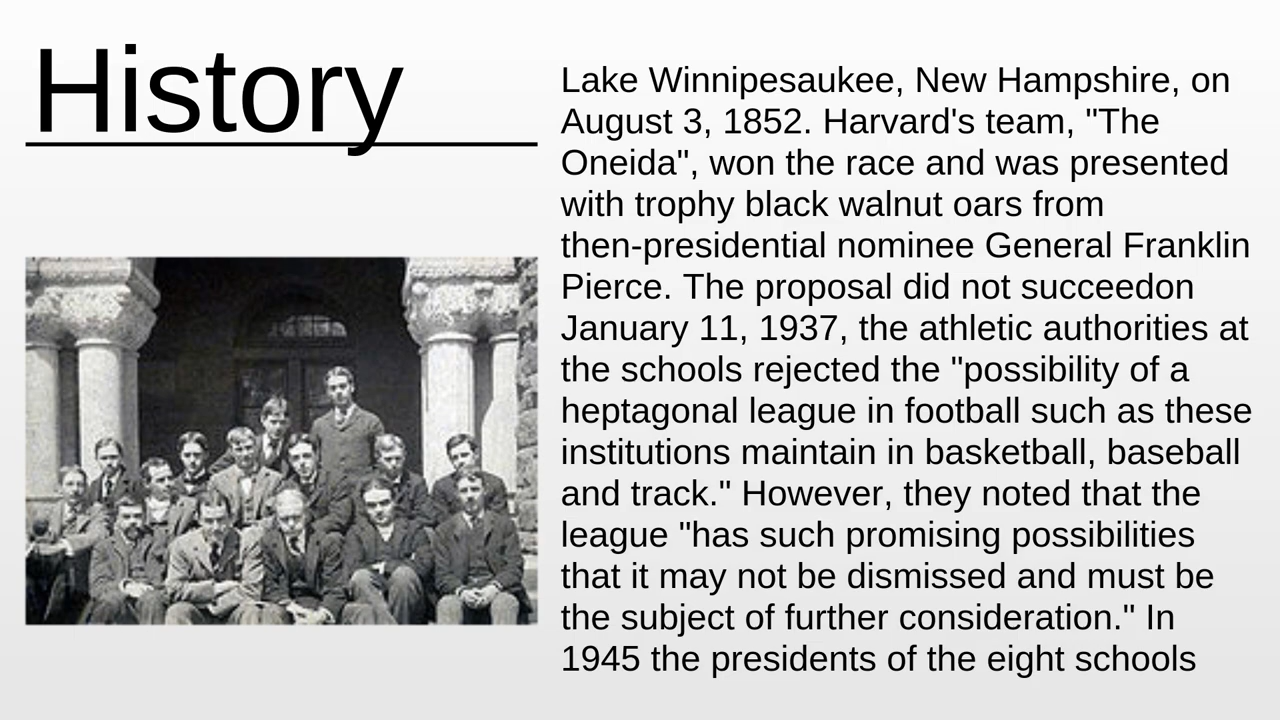 History
Lake Winnipesaukee, New Hampshire, on
August 3, 1852. Harvard's team, "The
Oneida", won the race and was presented
with trophy black walnut oars from
then-presidential nominee General Franklin
Pierce. The proposal did not succeedon
January 11, 1937, the athletic authorities at
the schools rejected the "possibility of a
heptagonal league in football such as these
institutions maintain in basketball, baseball
and track." However, they noted that the
league "has such promising possibilities
that it may not be dismissed and must be
the subject of further consideration." In
1945 the presidents of the eight schools